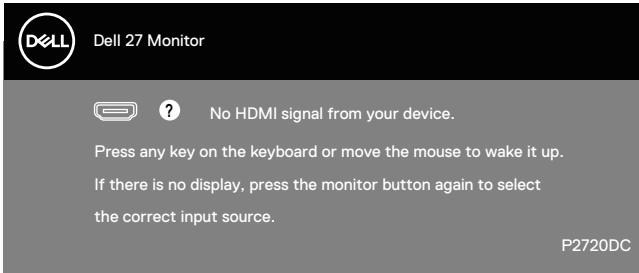 DELL
Dell 27 Monitor
? No HDMI signal from your device.
Press any key on the keyboard or move the mouse to wake it up.
If there is no display, press the monitor button again to select
the correct input source.
P2720DC